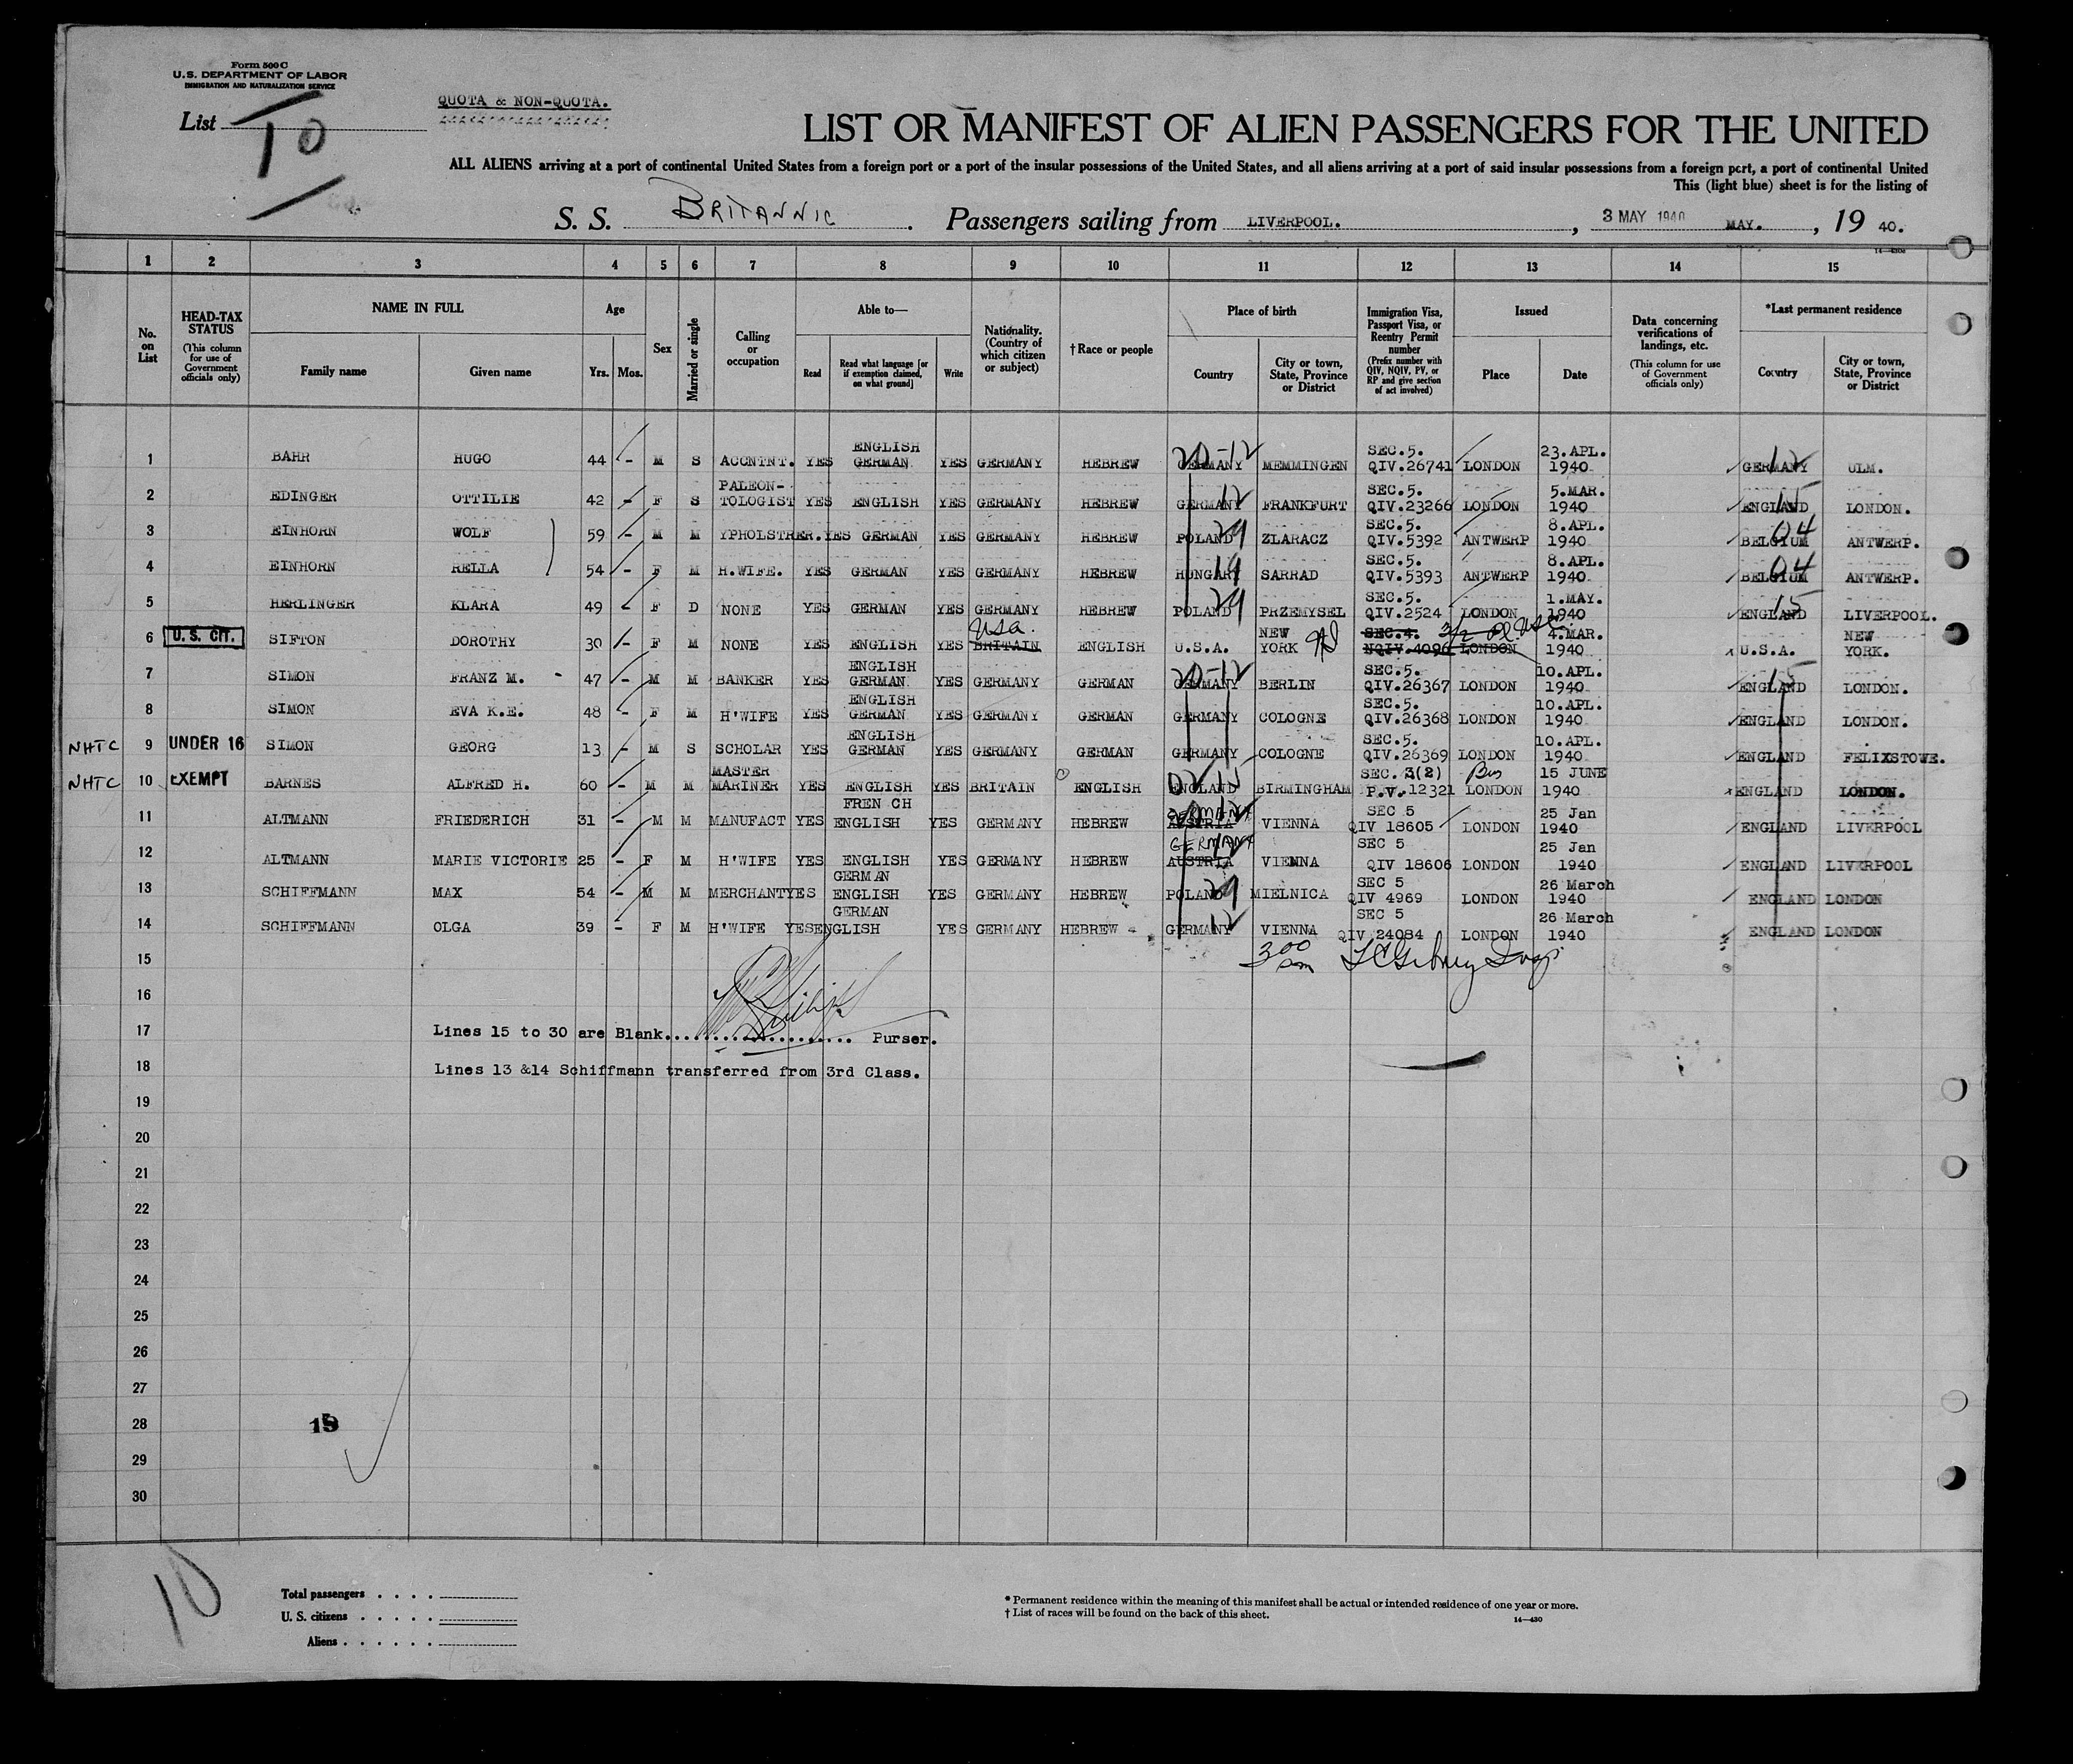 Form 500 C
U.S. DEPARTMENT OF LABOR
IMMIGRATION AND NATURALIZATION SERVICE
List 10
QUOTA & NON-QUOTA.
LIST OR MANIFEST OF ALIEN PASSENGERS FOR THE UNITED
ALL ALIENS arriving at a port of continental United States from a foreign port or a port of the insular possessions of the United States, and all aliens arriving at a port of said insular possessions from a foreign port, a port of continental United
This (light blue) sheet is for the listing of
S. S. BRITANNIC. Passengers sailing from LIVERPOOL. , 3 MAY 1940 MAY. , 19 40.
1 2 3 4 5 6 7 8 9 10 11 12 13 14 15
No. on List
HEAD-TAX STATUS (This column for use of Government officials only)
NAME IN FULL Family name Given name
Age Yrs. Mos.
Sex
Married or single
Calling or occupation
Able to— Read Read what language [or if exemption claimed, on what ground] Write
Nationality. (Country of which citizen or subject)
†Race or people
Place of birth Country City or town, State, Province or District
Immigration Visa, Passport Visa, or Reentry Permit number (Prefix number with QIV, NQIV, PV, or RP and give section of act involved)
Issued Place Date
Data concerning verifications of landings, etc. (This column for use of Government officials only)
*Last permanent residence Country City or town, State, Province or District
1 BAHR HUGO 44 - M S ACCNTNT. YES ENGLISH GERMAN YES GERMANY HEBREW 20-12 GERMANY MEMMINGEN SEC.5. QIV.26741 LONDON 23.APL. 1940 GERMANY 12 ULM.
2 EDINGER OTTILIE 42 - F S PALEON-TOLOGIST YES ENGLISH YES GERMANY HEBREW GERMANY 12 FRANKFURT SEC.5. QIV.23266 LONDON 5.MAR. 1940 ENGLAND 15 LONDON.
3 EINHORN WOLF 59 - M M YPHOLSTRER. YES GERMAN YES GERMANY HEBREW POLAND 29 ZLARACZ SEC.5. QIV.5392 ANTWERP 8.APL. 1940 BELGIUM 04 ANTWERP.
4 EINHORN RELLA 54 - F M H.WIFE. YES GERMAN YES GERMANY HEBREW HUNGARY 19 SARRAD SEC.5. QIV.5393 ANTWERP 8.APL. 1940 BELGIUM 04 ANTWERP.
5 HERLINGER KLARA 49 - F D NONE YES GERMAN YES GERMANY HEBREW POLAND 29 PRZEMYSEL SEC.5. QIV.2524 LONDON 1.MAY. 1940 ENGLAND 15 LIVERPOOL.
6 U.S. CIT. SIFTON DOROTHY 30 - F M NONE YES ENGLISH YES USA. BRITAIN ENGLISH U.S.A. NEW YORK SEC.4. NQIV.4096 LONDON 4.MAR. 1940 x U.S.A. NEW YORK.
7 SIMON FRANZ M. 47 - M M BANKER YES ENGLISH GERMAN YES GERMANY GERMAN 20-12 GERMANY BERLIN SEC.5. QIV.26367 LONDON 10.APL. 1940 ENGLAND 15 LONDON.
8 SIMON EVA K.E. 48 - F M H'WIFE YES ENGLISH GERMAN YES GERMANY GERMAN GERMANY COLOGNE SEC.5. QIV.26368 LONDON 10.APL. 1940 ENGLAND LONDON.
NHTC 9 UNDER 16 SIMON GEORG 13 - M S SCHOLAR YES ENGLISH GERMAN YES GERMANY GERMAN GERMANY COLOGNE SEC.5. QIV.26369 LONDON 10.APL. 1940 ENGLAND FELIXSTOWE.
NHTC 10 EXEMPT BARNES ALFRED H. 60 - M M MASTER MARINER YES ENGLISH YES BRITAIN ENGLISH 02 15 ENGLAND BIRMINGHAM SEC. 3(2) P.V. 12321 Bus LONDON 15 JUNE 1940 x ENGLAND LONDON.
11 ALTMANN FRIEDERICH 31 - M M MANUFACT YES FREN CH ENGLISH YES GERMANY HEBREW GERMANY AUSTRIA VIENNA SEC 5 QIV 18605 LONDON 25 Jan 1940 ENGLAND LIVERPOOL
12 ALTMANN MARIE VICTORIE 25 - F M H'WIFE YES ENGLISH YES GERMANY HEBREW GERMANY AUSTRIA 12 VIENNA SEC 5 QIV 18606 LONDON 25 Jan 1940 ENGLAND LIVERPOOL
13 SCHIFFMANN MAX 54 - M M MERCHANT YES GERMAN ENGLISH YES GERMANY HEBREW POLAND 29 MIELNICA SEC 5 QIV 4969 LONDON 26 March 1940 ENGLAND LONDON
14 SCHIFFMANN OLGA 39 - F M H'WIFE YES GERMAN ENGLISH YES GERMANY HEBREW GERMANY 12 VIENNA SEC 5 QIV 24084 LONDON 26 March 1940 ENGLAND LONDON
15 3 00 pm
16
17 Lines 15 to 30 are Blank..................... Purser.
18 Lines 13 &14 Schiffmann transferred from 3rd Class.
19
20
21
22
23
24
25
26
27
28
29
30
10
Total passengers . . . .
U. S. citizens . . . . .
Aliens . . . . . .
* Permanent residence within the meaning of this manifest shall be actual or intended residence of one year or more.
† List of races will be found on the back of this sheet.
14—430